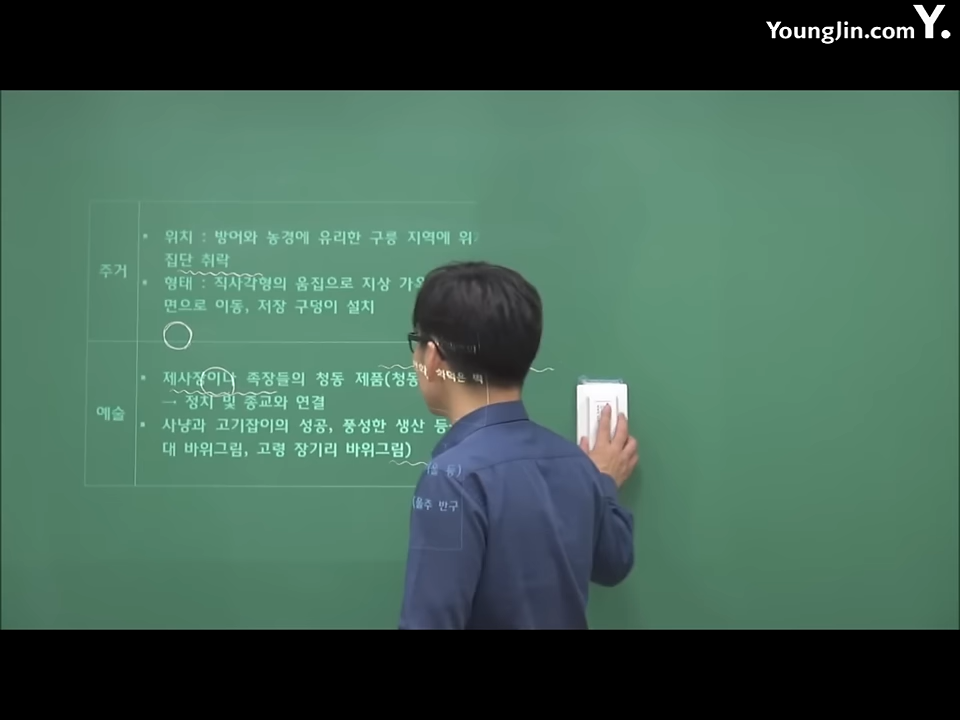 YoungJin.com Y.
위치 : 방어와 농경에 유리한 구릉 지역에
집단 취락
주거
형태 : 직사각형의 움집으로 지상
면으로 이동, 저장 구덩이 설치
제사장이나 족장들의 청동 제품(청동
→ 정치 및 종교와 연결
예술
사냥과 고기잡이의 성공, 풍성한 생산
대 바위그림, 고령 장기리 바위그림)
등)
(울주 반구